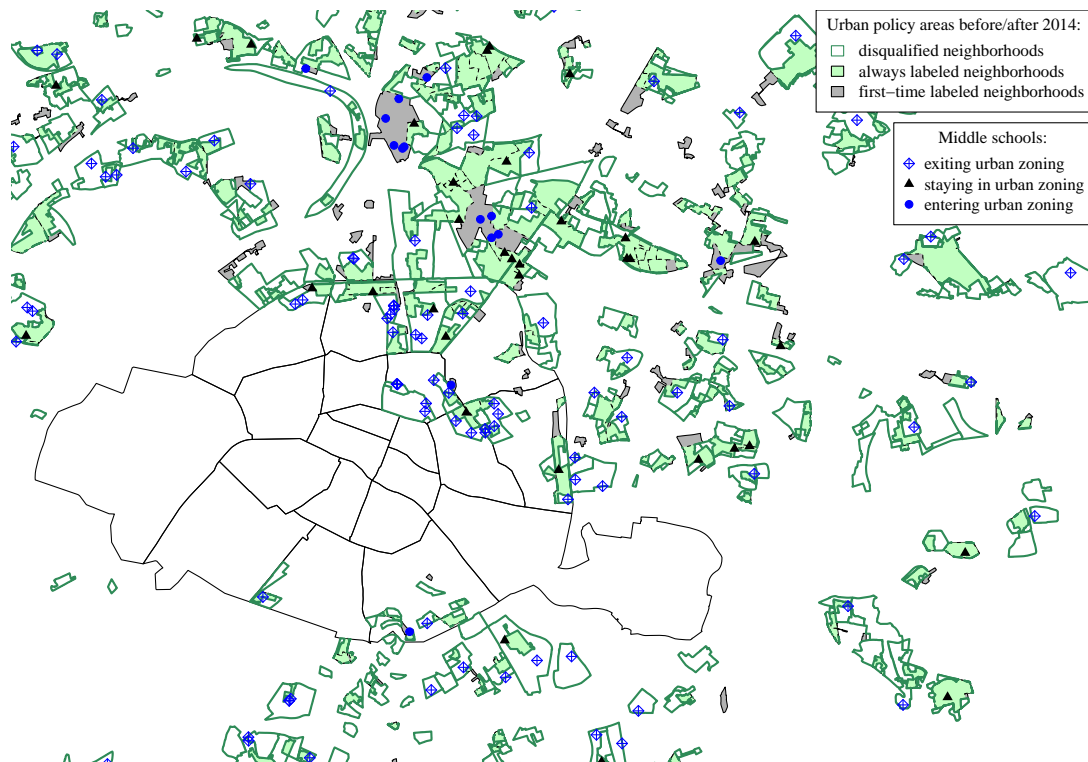 Urban policy areas before/after 2014:
disqualified neighborhoods
always labeled neighborhoods
first−time labeled neighborhoods
Middle schools:
exiting urban zoning
staying in urban zoning
entering urban zoning